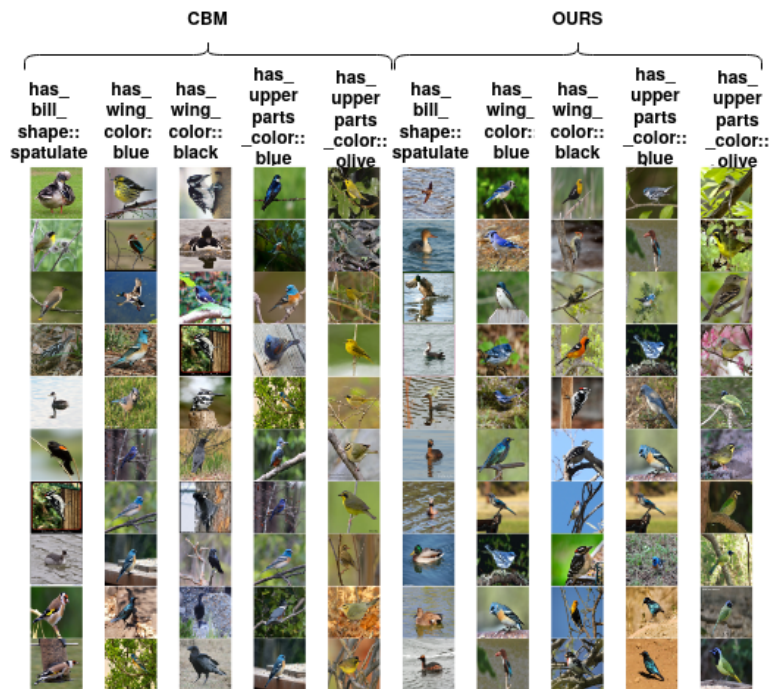 CBM
OURS
has_
bill_
shape::
spatulate
has_
wing_
color:
blue
has_
wing_
color::
black
has_
upper
parts
_color::
blue
has_
upper
parts
_color::
olive
has_
bill_
shape::
spatulate
has_
wing_
color:
blue
has_
wing_
color::
black
has_
upper
parts
_color::
blue
has_
upper
parts
_color::
olive